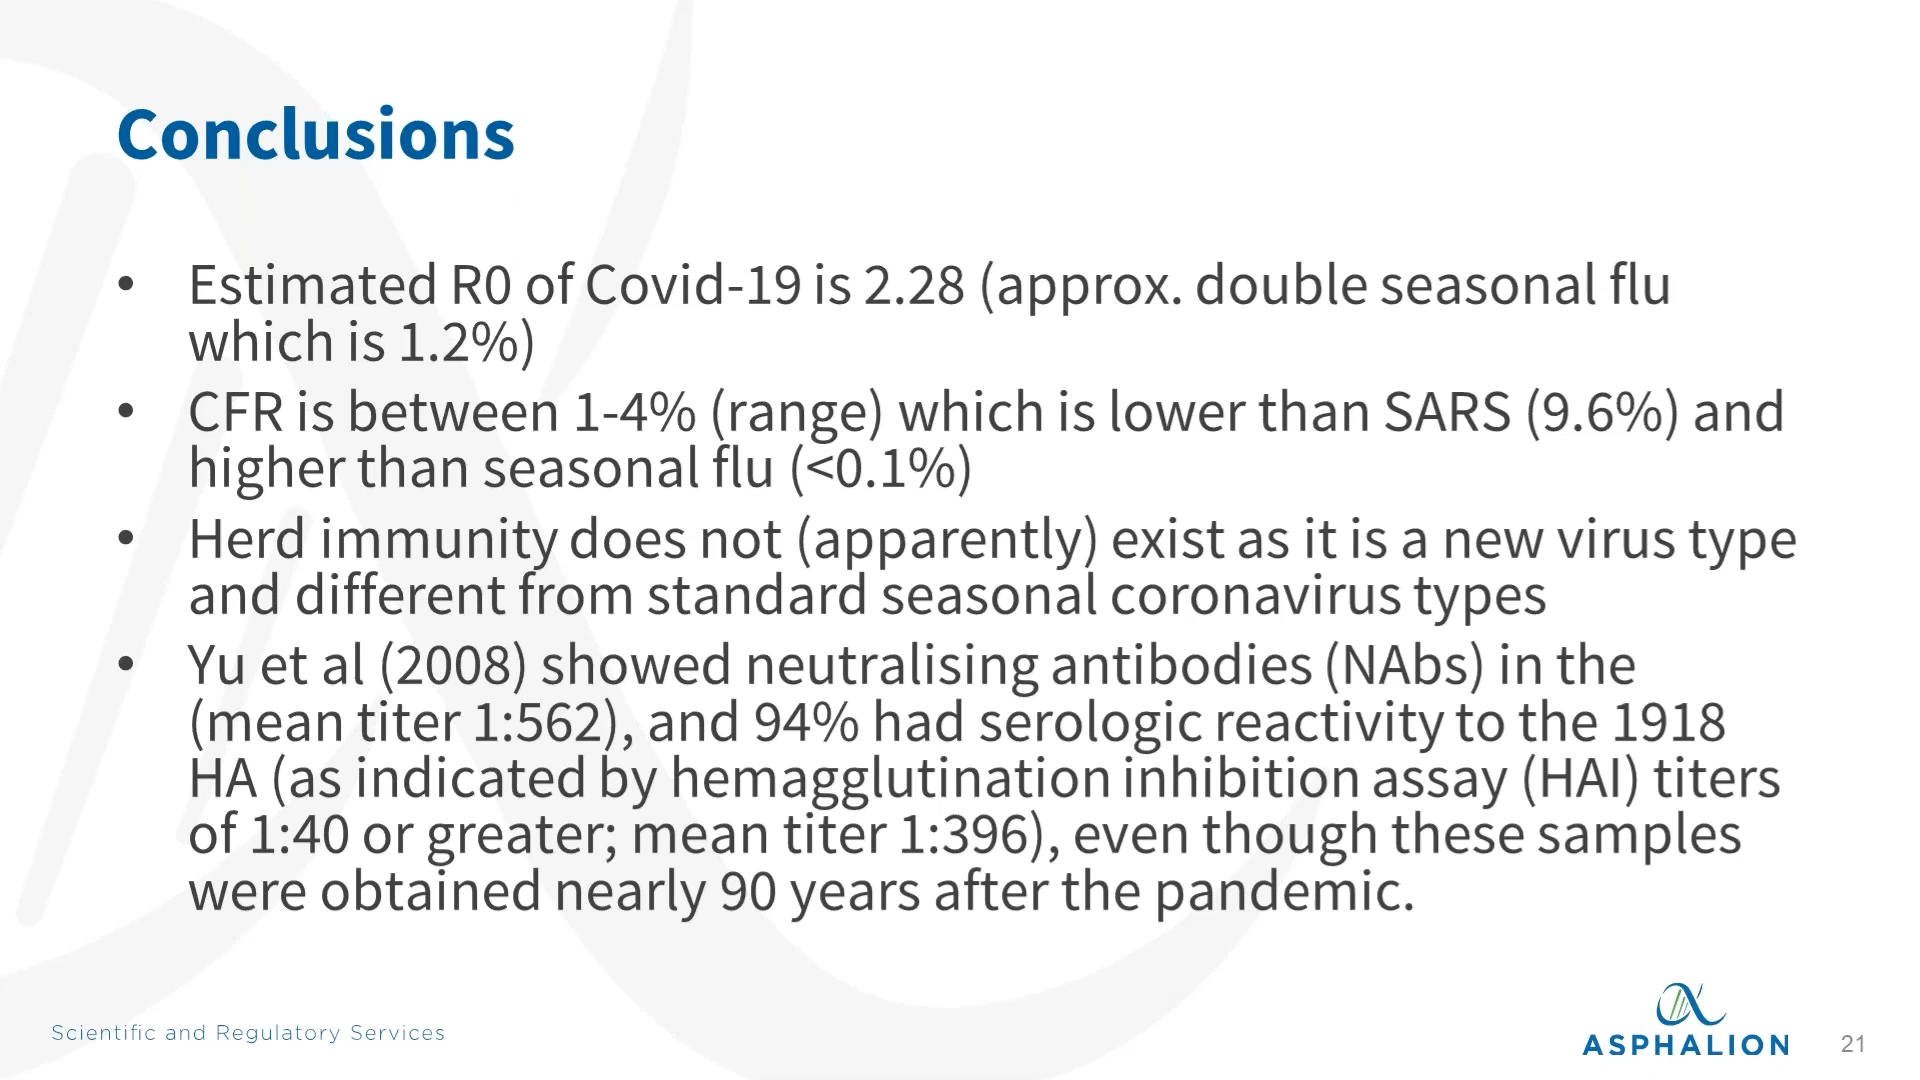 Conclusions
• Estimated R0 of Covid-19 is 2.28 (approx. double seasonal flu
which is 1.2%)
• CFR is between 1-4% (range) which is lower than SARS (9.6%) and
higher than seasonal flu (<0.1%)
• Herd immunity does not (apparently) exist as it is a new virus type
and different from standard seasonal coronavirus types
• Yu et al (2008) showed neutralising antibodies (NAbs) in the
(mean titer 1:562), and 94% had serologic reactivity to the 1918
HA (as indicated by hemagglutination inhibition assay (HAI) titers
of 1:40 or greater; mean titer 1:396), even though these samples
were obtained nearly 90 years after the pandemic.
Scientific and Regulatory Services
ASPHALION
21